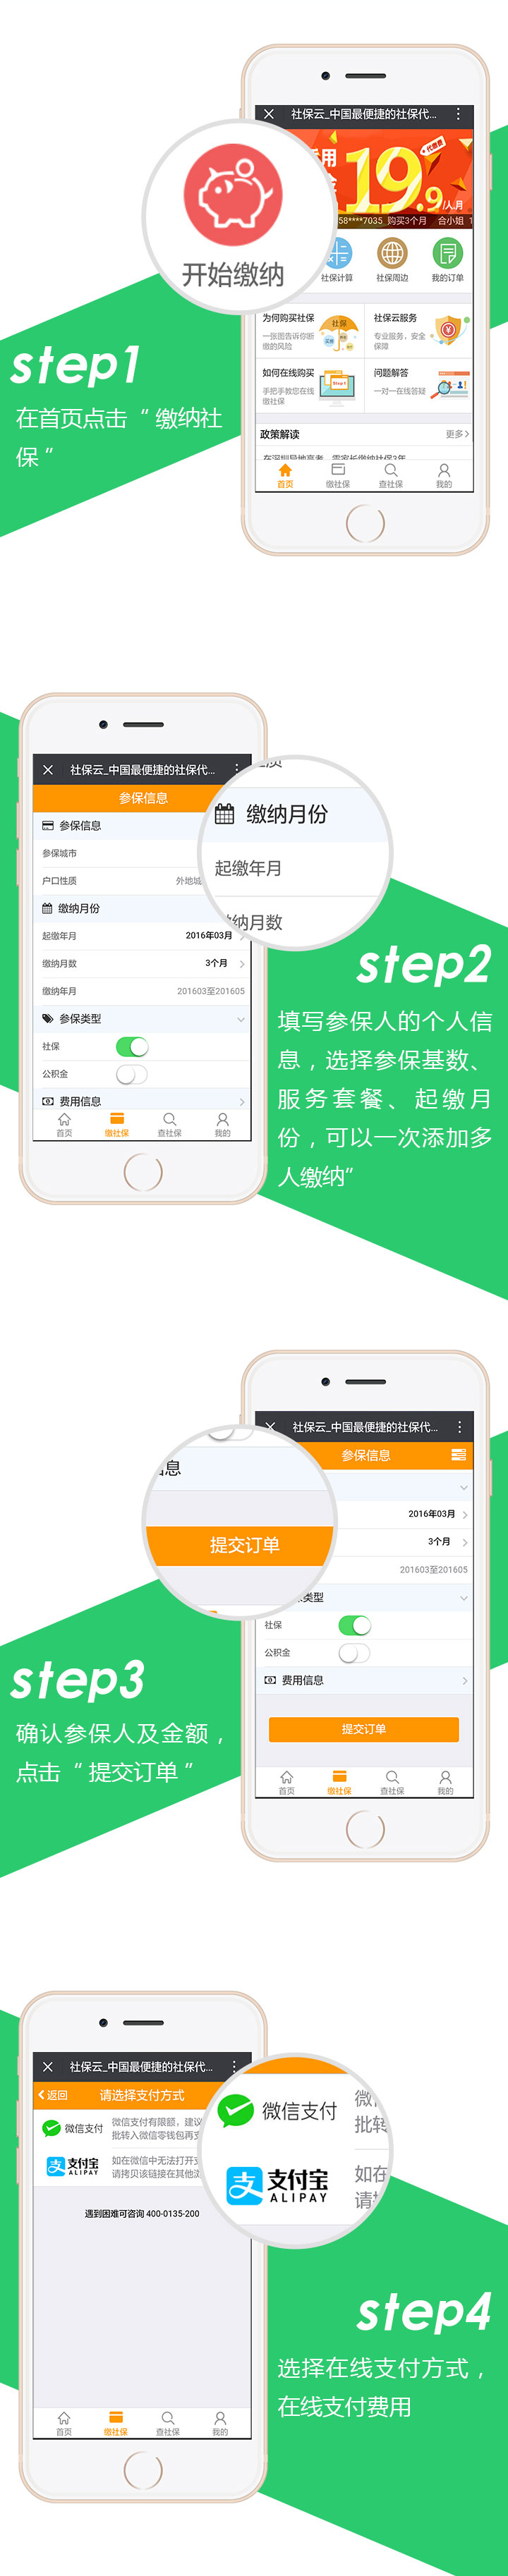 社保云_中国最便捷的社保代...
用
19.9
/人.月
58****7035 购买3个月 合小姐 1
开始缴纳
社保计算
社保周边
我的订单
为何购买社保
一张图告诉你断
缴的风险
社保
社保云服务
专业服务，安全
保障
如何在线购买
手把手教您在线
缴社保
Step 1
问题解答
一对一在线答疑
政策解读
更多
在深圳异地高考，需家长缴纳社保3年
首页
缴社保
查社保
我的
step1
在首页点击“缴纳社
保”
社保云_中国最便捷的社保代...
参保信息
参保信息
参保城市
户口性质
外地城
缴纳月份
起缴年月
2016年03月
缴纳月数
3个月
缴纳年月
201603至201605
参保类型
社保
公积金
费用信息
首页
缴社保
查社保
我的
缴纳月份
起缴年月
纳月数
step2
填写参保人的个人信
息，选择参保基数、
服务套餐、起缴月
份，可以一次添加多
人缴纳”
社保云_中国最便捷的社保代...
参保信息
2016年03月
3个月
201603至201605
类型
社保
公积金
费用信息
提交订单
首页
缴社保
查社保
我的
息
提交订单
step3
确认参保人及金额，
点击“提交订单“
社保云_中国最便捷的社保代...
返回
请选择支付方式
微信支付
微信支付有限额，建议
批转入微信零钱包再支
支付宝
ALIPAY
如在微信中无法打开支
请拷贝该链接在其他浏
遇到困难可咨询 400-0135-200
首页
缴社保
查社保
我的
微信支付
微
批转
支付宝
ALIPAY
如在
请
step4
选择在线支付方式，
在线支付费用